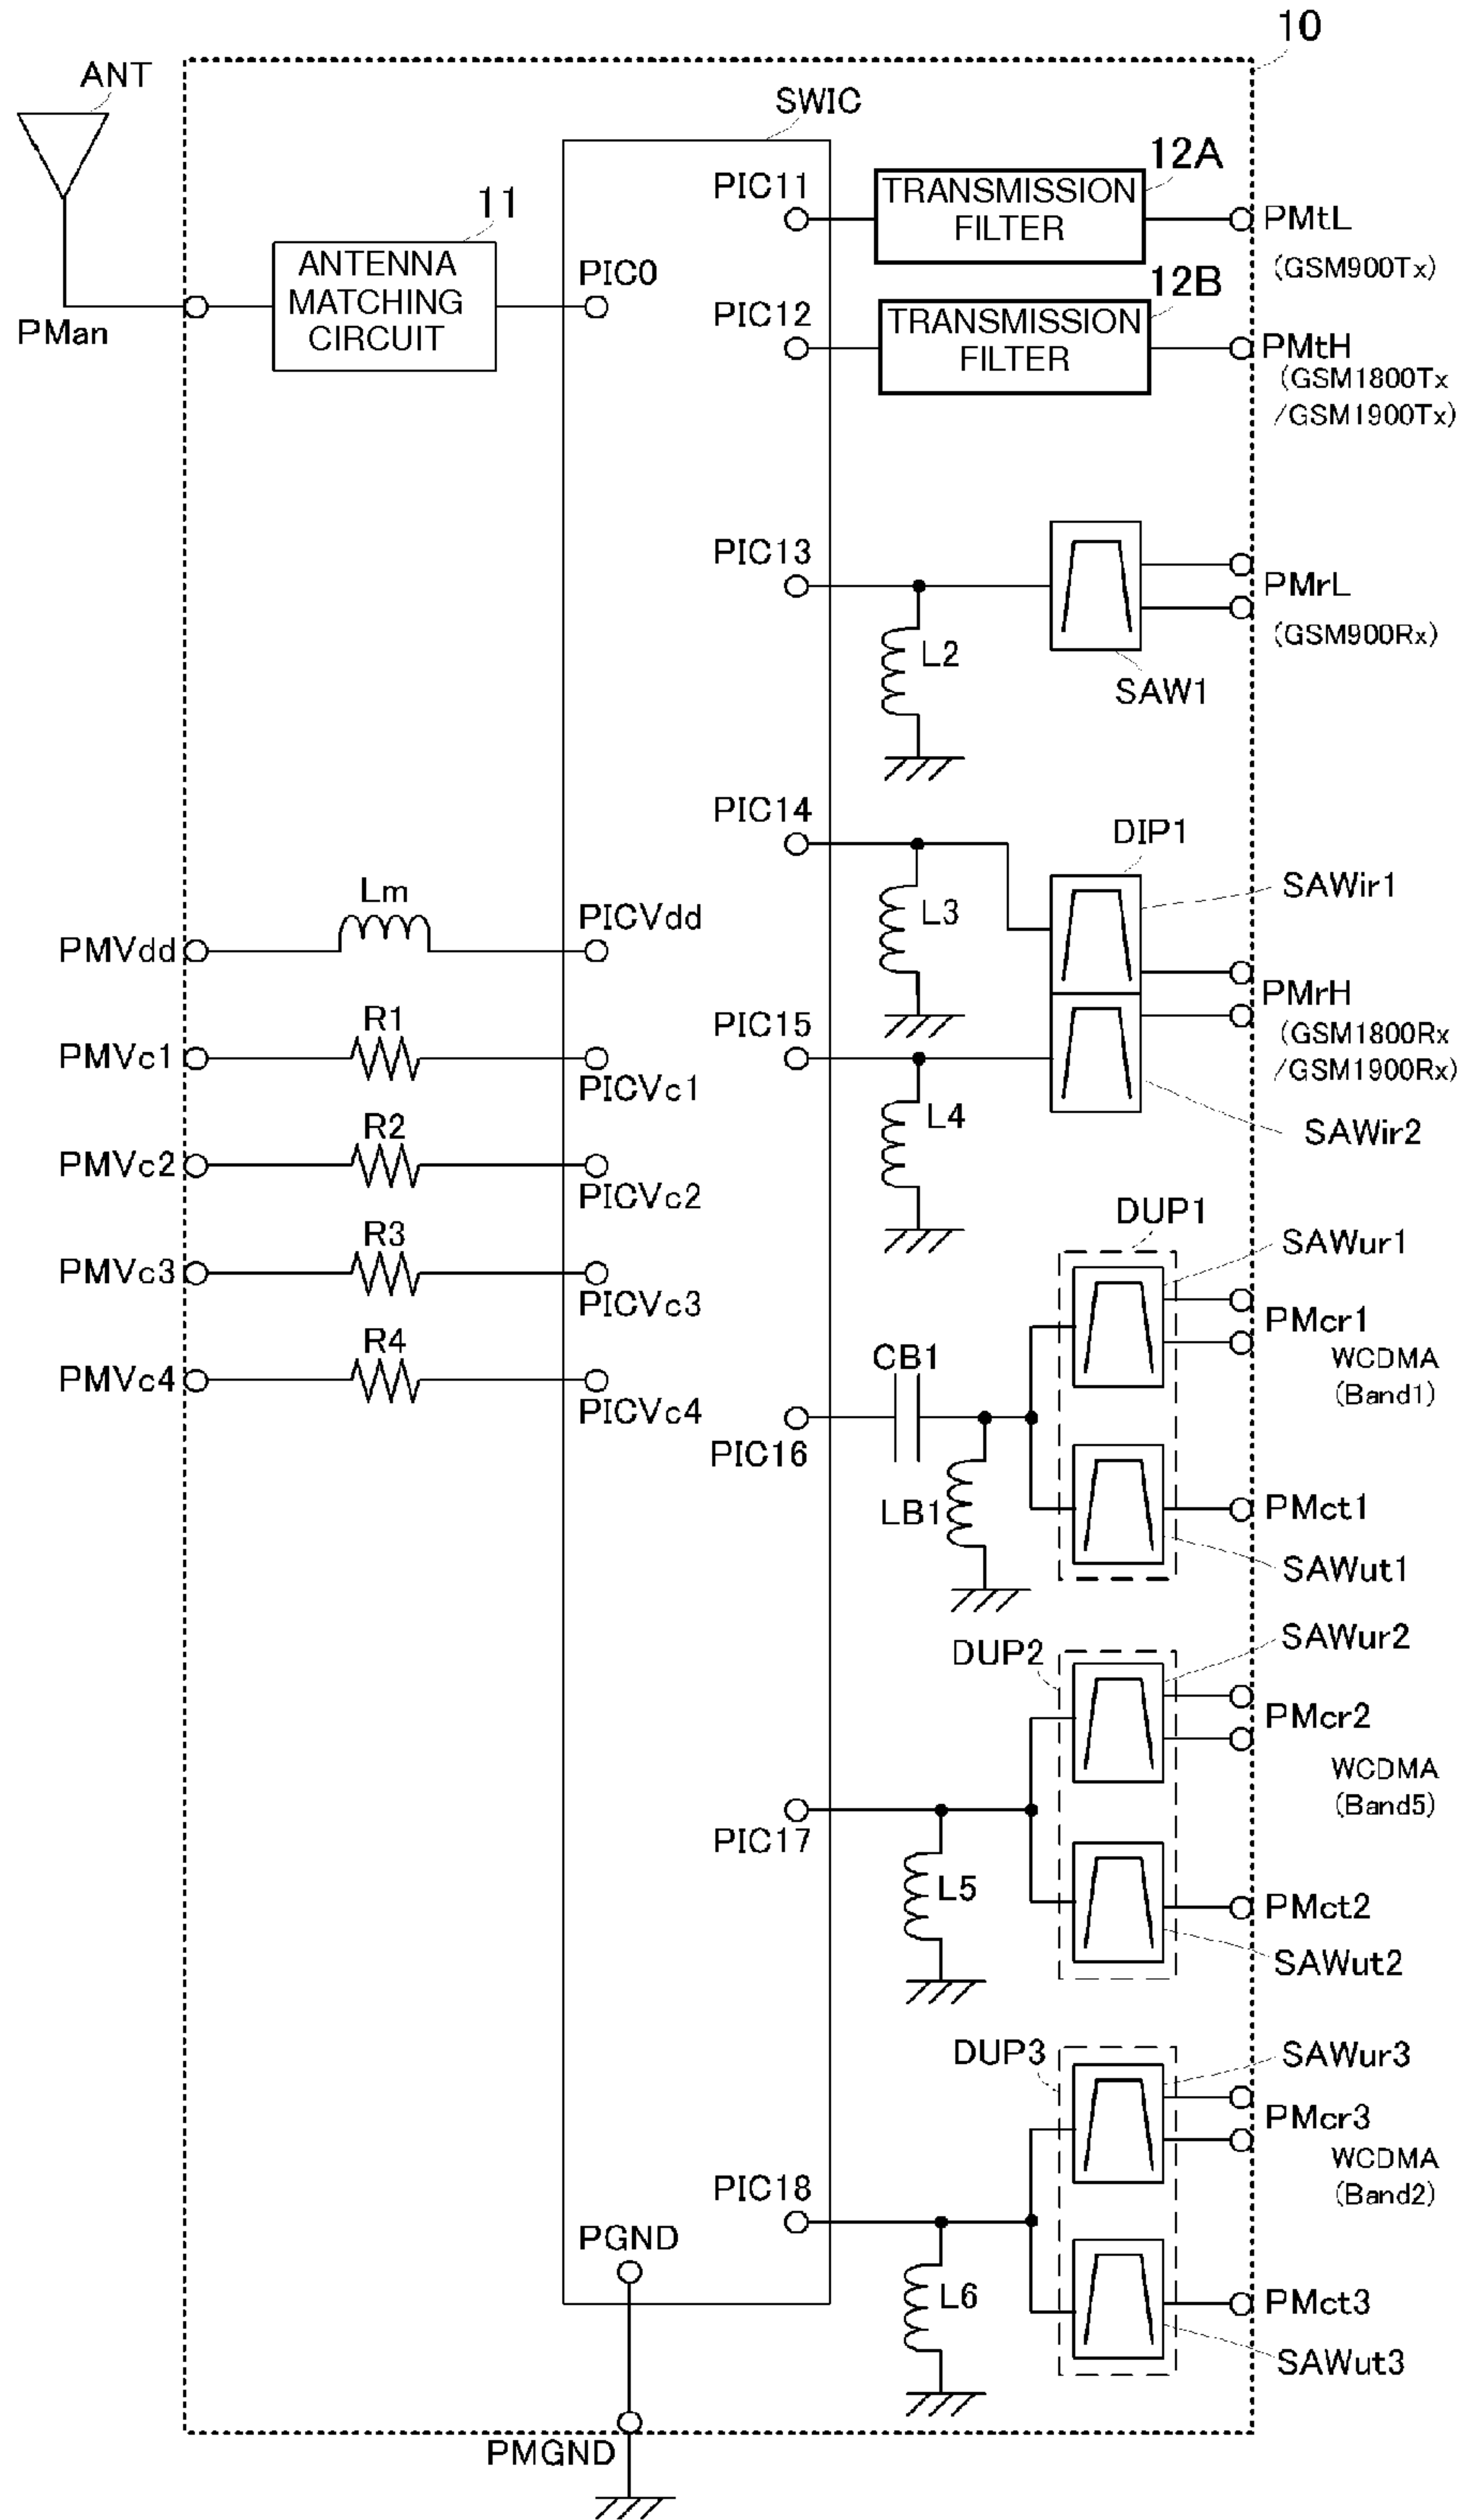 10
ANT
SWIC
12A
PIC11
TRANSMISSION
FILTER
PMtL
(GSM900Tx)
11
ANTENNA
MATCHING
CIRCUIT
PMan
PIC0
12B
PIC12
TRANSMISSION
FILTER
PMtH
(GSM1800Tx
/GSM1900Tx)
PIC13
L2
SAW1
PMrL
(GSM900Rx)
PIC14
DIP1
SAWir1
L3
Lm
PMVdd
PICVdd
PMrH
(GSM1800Rx
/GSM1900Rx)
R1
PMVc1
PICVc1
PIC15
L4
SAWir2
R2
PMVc2
PICVc2
DUP1
SAWur1
R3
PMVc3
PICVc3
PMcr1
WCDMA
(Band1)
R4
PMVc4
PICVc4
CB1
PIC16
LB1
PMct1
SAWut1
DUP2
SAWur2
PMcr2
WCDMA
(Band5)
PIC17
L5
PMct2
SAWut2
DUP3
SAWur3
PMcr3
WCDMA
(Band2)
PIC18
PGND
L6
PMct3
SAWut3
PMGND